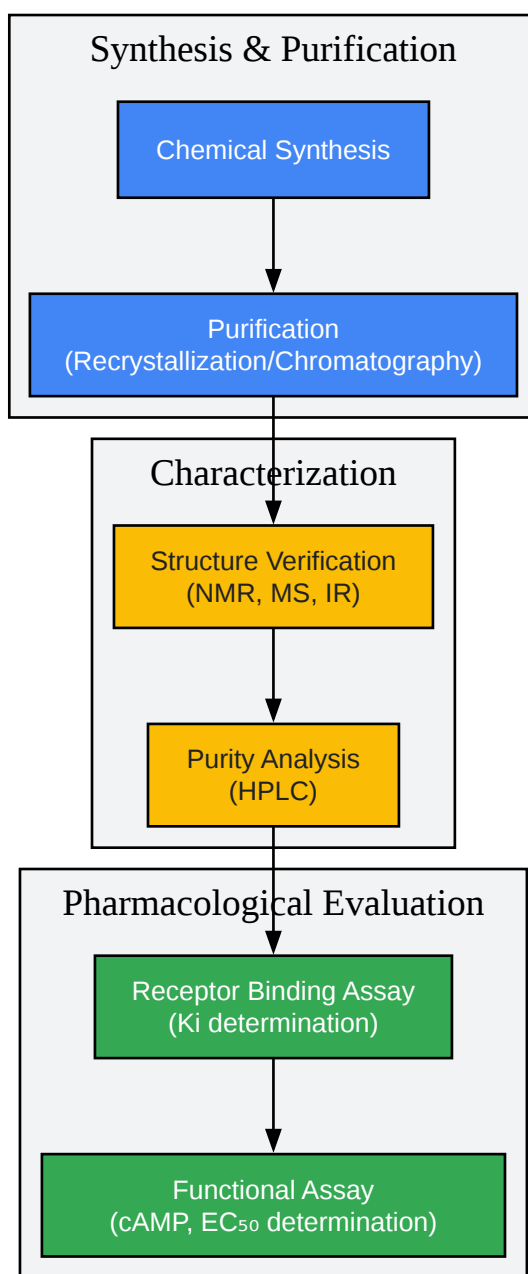 Synthesis & Purification
Chemical Synthesis
Purification
(Recrystallization/Chromatography)
Characterization
Structure Verification
(NMR, MS, IR)
Purity Analysis
(HPLC)
Pharmacological Evaluation
Receptor Binding Assay
(Ki determination)
Functional Assay
(cAMP, EC₅₀ determination)